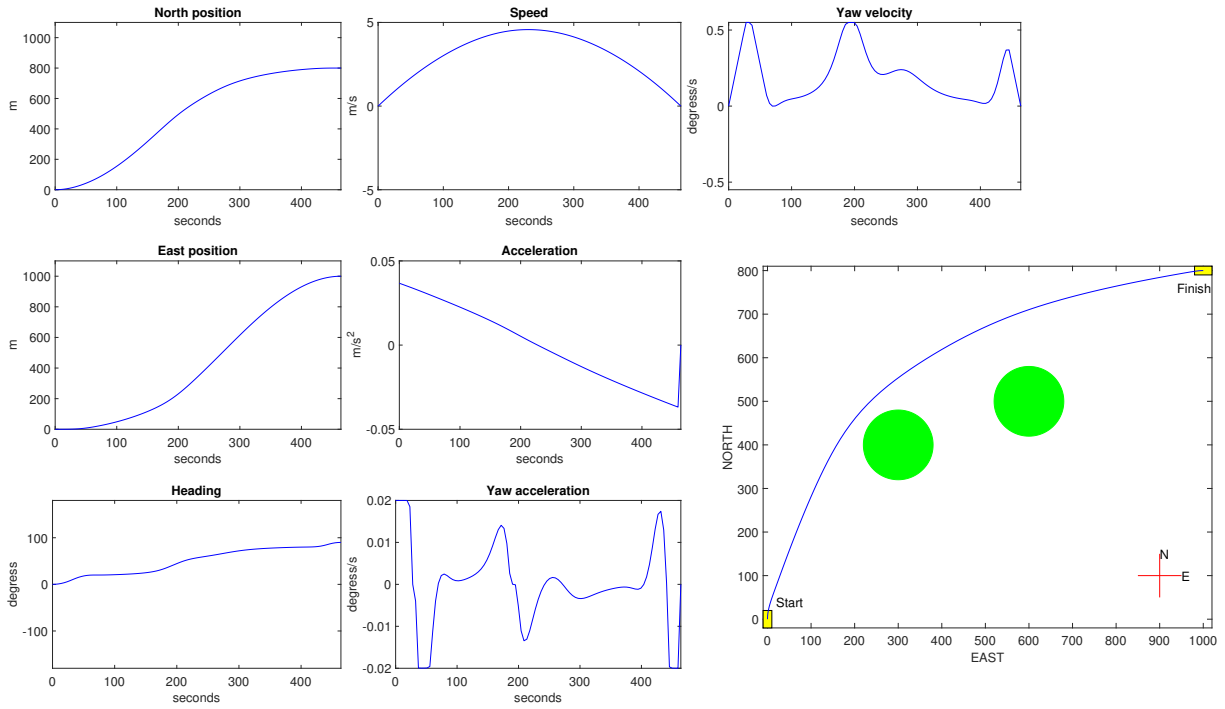 North position
1000
800
600
400
200
0
m
0 100 200 300 400
seconds
Speed
5
0
-5
m/s
0 100 200 300 400
seconds
Yaw velocity
0.5
0
-0.5
degress/s
0 200 400
seconds
East position
1000
800
600
400
200
0
m
0 100 200 300 400
seconds
Acceleration
0.05
0
-0.05
m/s²
0 100 200 300 400
seconds
Heading
100
0
-100
degress
0 100 200 300 400
seconds
Yaw acceleration
0.02
0.01
0
-0.01
-0.02
degress/s
0 100 200 300 400
seconds
800
700
600
500
400
300
200
100
0
NORTH
Finish
N
E
Start
0 100 200 300 400 500 600 700 800 900 1000
EAST